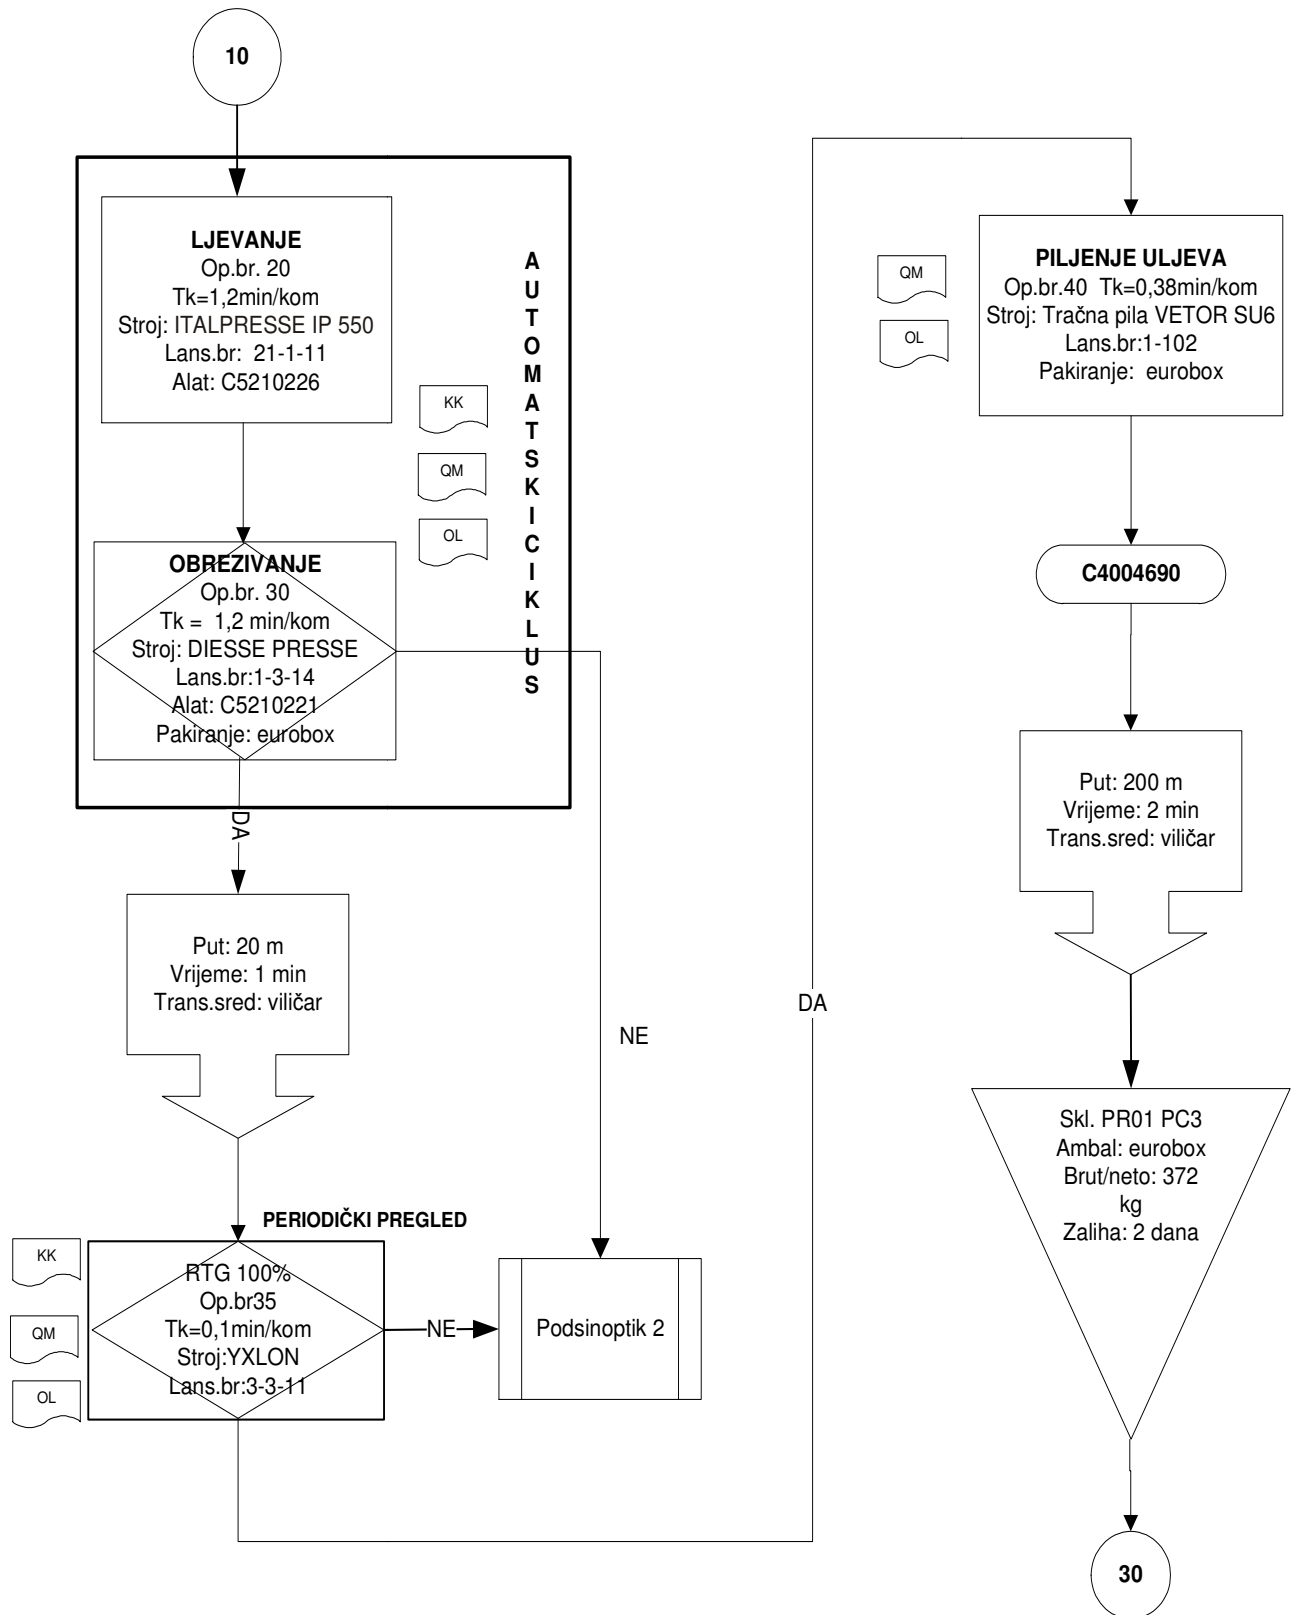 10
LJEVANJE
Op.br. 20
Tk=1,2min/kom
Stroj: ITALPRESSE IP 550
Lans.br: 21-1-11
Alat: C5210226
AUTOMATSKI CIKLUS
KK
QM
OL
OBREZIVANJE
Op.br. 30
Tk = 1,2 min/kom
Stroj: DIESSE PRESSE
Lans.br:1-3-14
Alat: C5210221
Pakiranje: eurobox
DA
Put: 20 m
Vrijeme: 1 min
Trans.sred: viličar
NE
PERIODIČKI PREGLED
KK
QM
OL
RTG 100%
Op.br35
Tk=0,1min/kom
Stroj:YXLON
Lans.br:3-3-11
NE
Podsinoptik 2
DA
QM
OL
PILJENJE ULJEVA
Op.br.40 Tk=0,38min/kom
Stroj: Tračna pila VETOR SU6
Lans.br:1-102
Pakiranje: eurobox
C4004690
Put: 200 m
Vrijeme: 2 min
Trans.sred: viličar
Skl. PR01 PC3
Ambal: eurobox
Brut/neto: 372
kg
Zaliha: 2 dana
30